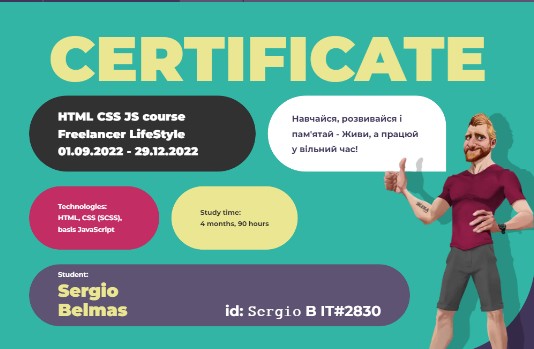 CERTIFICATE
HTML CSS JS course
Freelancer LifeStyle
01.09.2022 - 29.12.2022
Навчайся, розвивайся і
пам'ятай - Живи, а працюй
у вільний час!
Technologies:
HTML, CSS (SCSS),
basis JavaScript
Study time:
4 months, 90 hours
Student:
Sergio
Belmas
id: Sergio B IT#2830